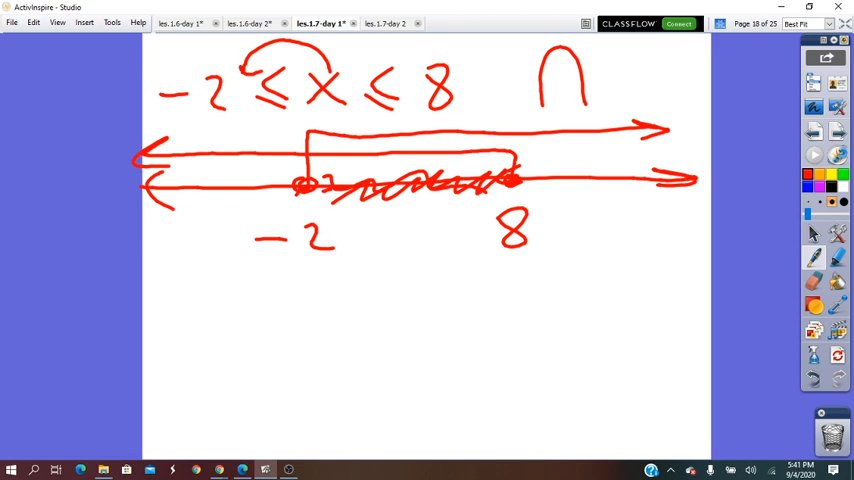 ActivInspire - Studio
File Edit View Insert Tools Help
les.1.6-day 1* les.1.6-day 2* les.1.7-day 1* les.1.7-day 2
CLASSFLOW Connect Page 18 of 25 Best Fit
-2 ≤ x ≤ 8 ∩
-2 8
5:41 PM
9/4/2020